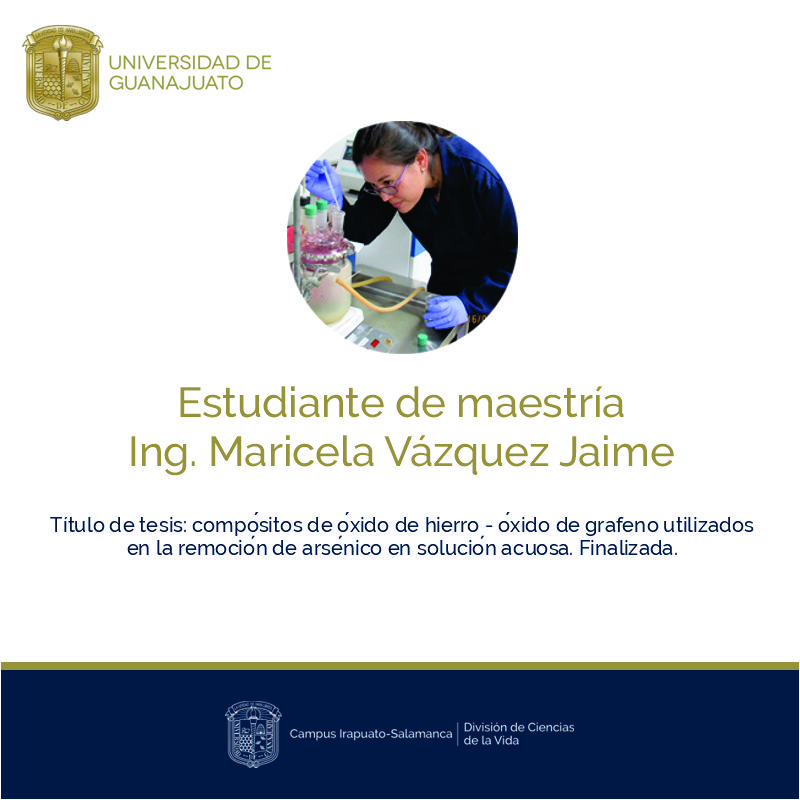 UNIVERSIDAD DE
GUANAJUATO
Estudiante de maestría
Ing. Maricela Vázquez Jaime
Título de tesis: compósitos de óxido de hierro - óxido de grafeno utilizados
en la remoción de arsénico en solución acuosa. Finalizada.
Campus Irapuato-Salamanca | División de Ciencias
de la Vida